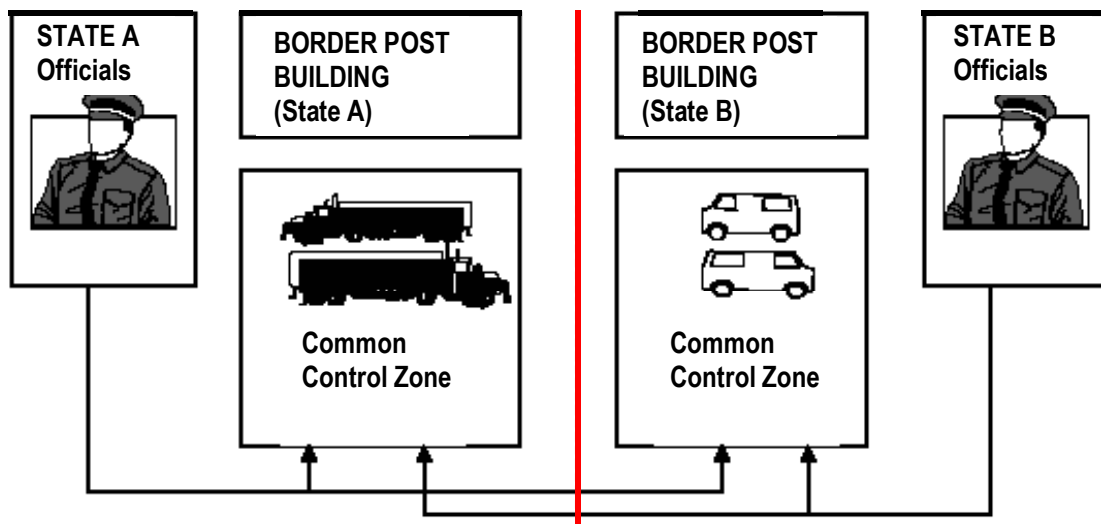 STATE A
Officials
BORDER POST
BUILDING
(State A)
BORDER POST
BUILDING
(State B)
STATE B
Officials
Common
Control Zone
Common
Control Zone